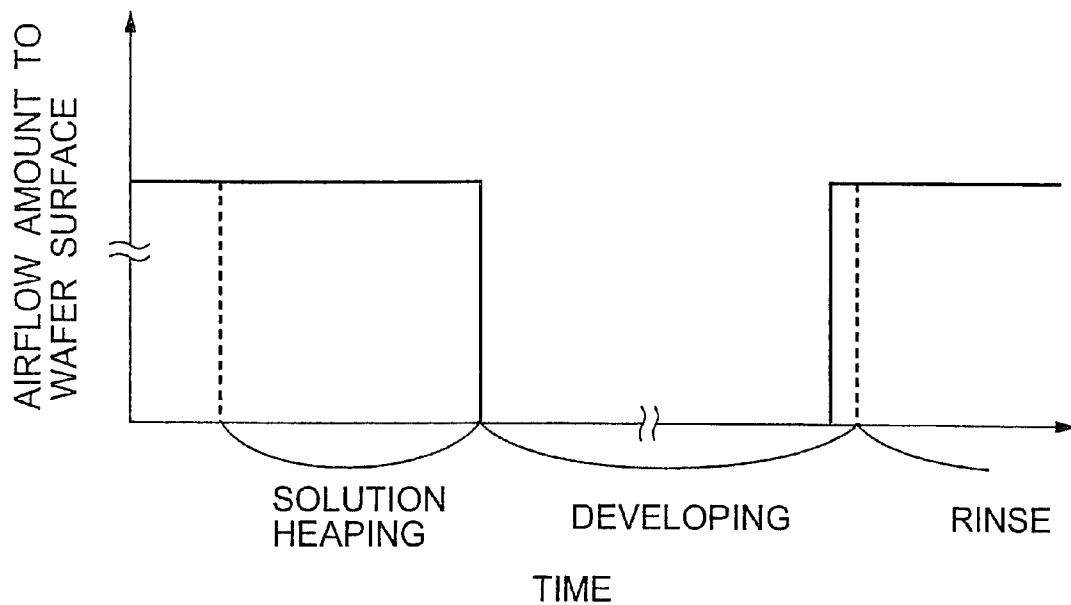 AIRFLOW AMOUNT TO
WAFER SURFACE
SOLUTION
HEAPING
DEVELOPING
RINSE
TIME